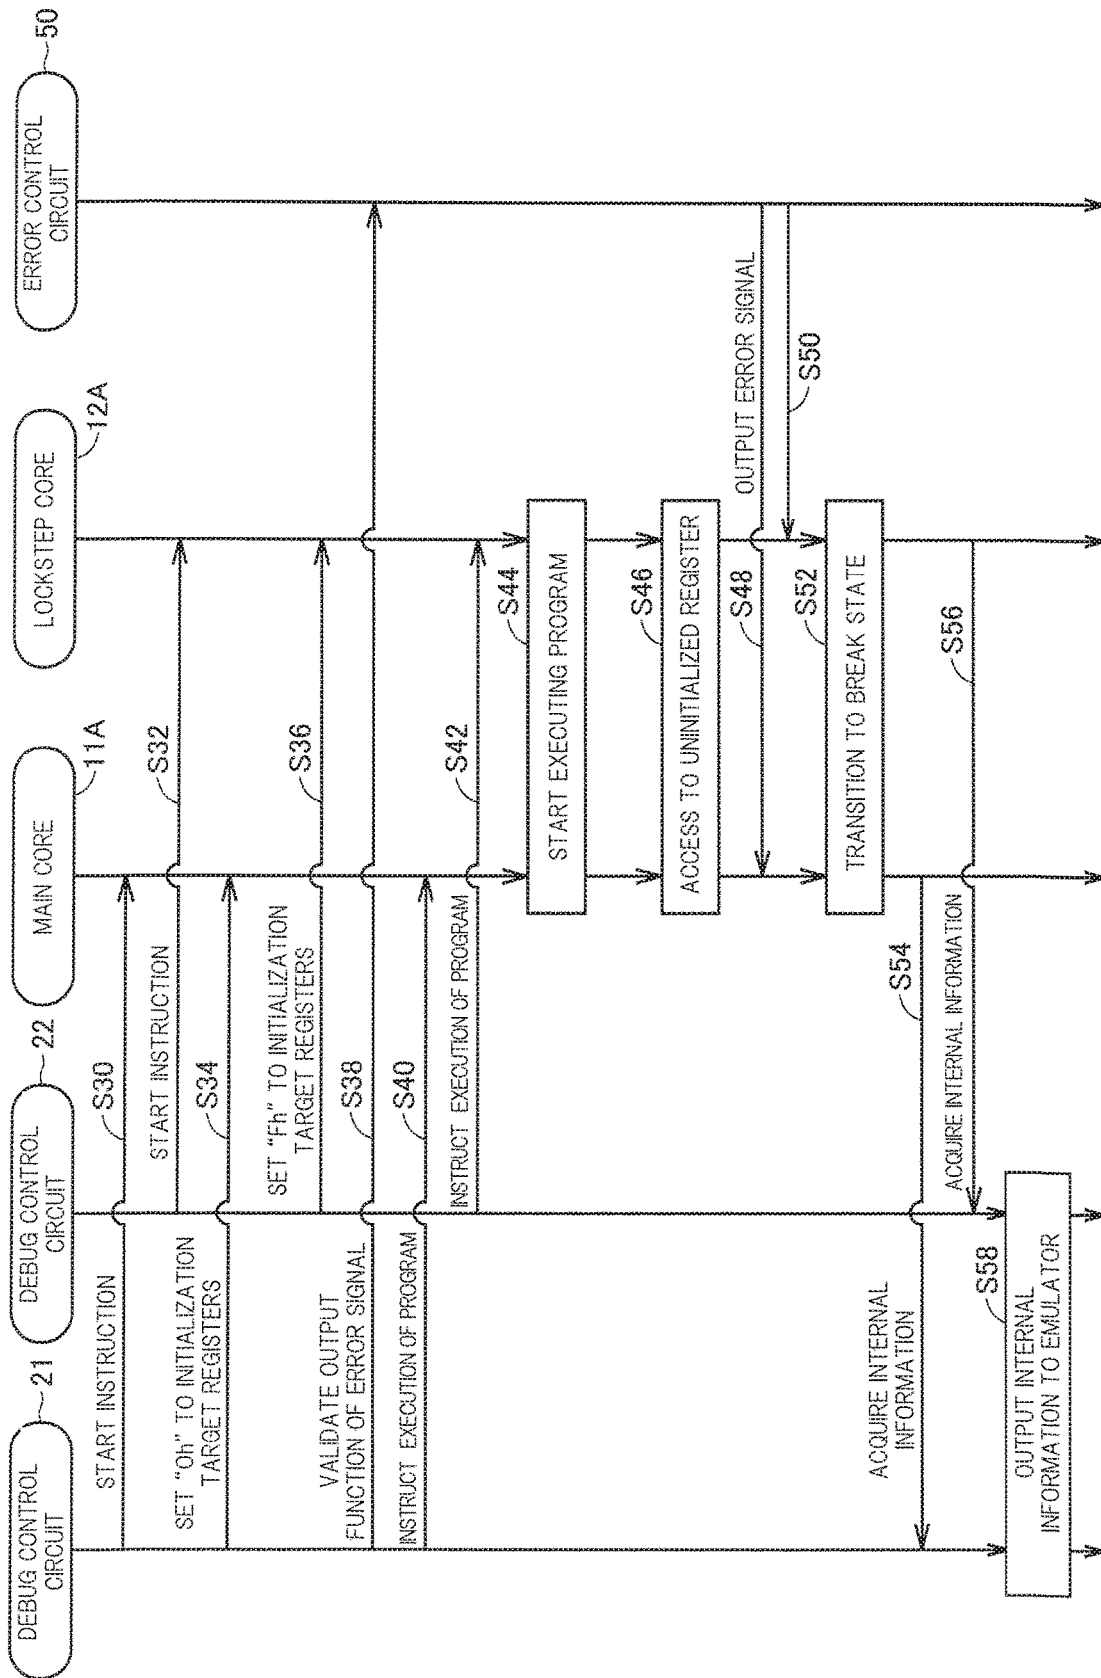 DEBUG CONTROL
CIRCUIT
21
DEBUG CONTROL
CIRCUIT
22
MAIN CORE
11A
LOCKSTEP CORE
12A
ERROR CONTROL
CIRCUIT
50
START INSTRUCTION
S30
START INSTRUCTION
S32
SET "0h" TO INITIALIZATION
TARGET REGISTERS
S34
SET "Fh" TO INITIALIZATION
TARGET REGISTERS
S36
VALIDATE OUTPUT
FUNCTION OF ERROR SIGNAL
S38
INSTRUCT EXECUTION OF PROGRAM
S40
INSTRUCT EXECUTION OF PROGRAM
S42
START EXECUTING PROGRAM
S44
ACCESS TO UNINITIALIZED REGISTER
S46
OUTPUT ERROR SIGNAL
S48
S50
TRANSITION TO BREAK STATE
S52
ACQUIRE INTERNAL
INFORMATION
S54
ACQUIRE INTERNAL INFORMATION
S56
OUTPUT INTERNAL
INFORMATION TO EMULATOR
S58